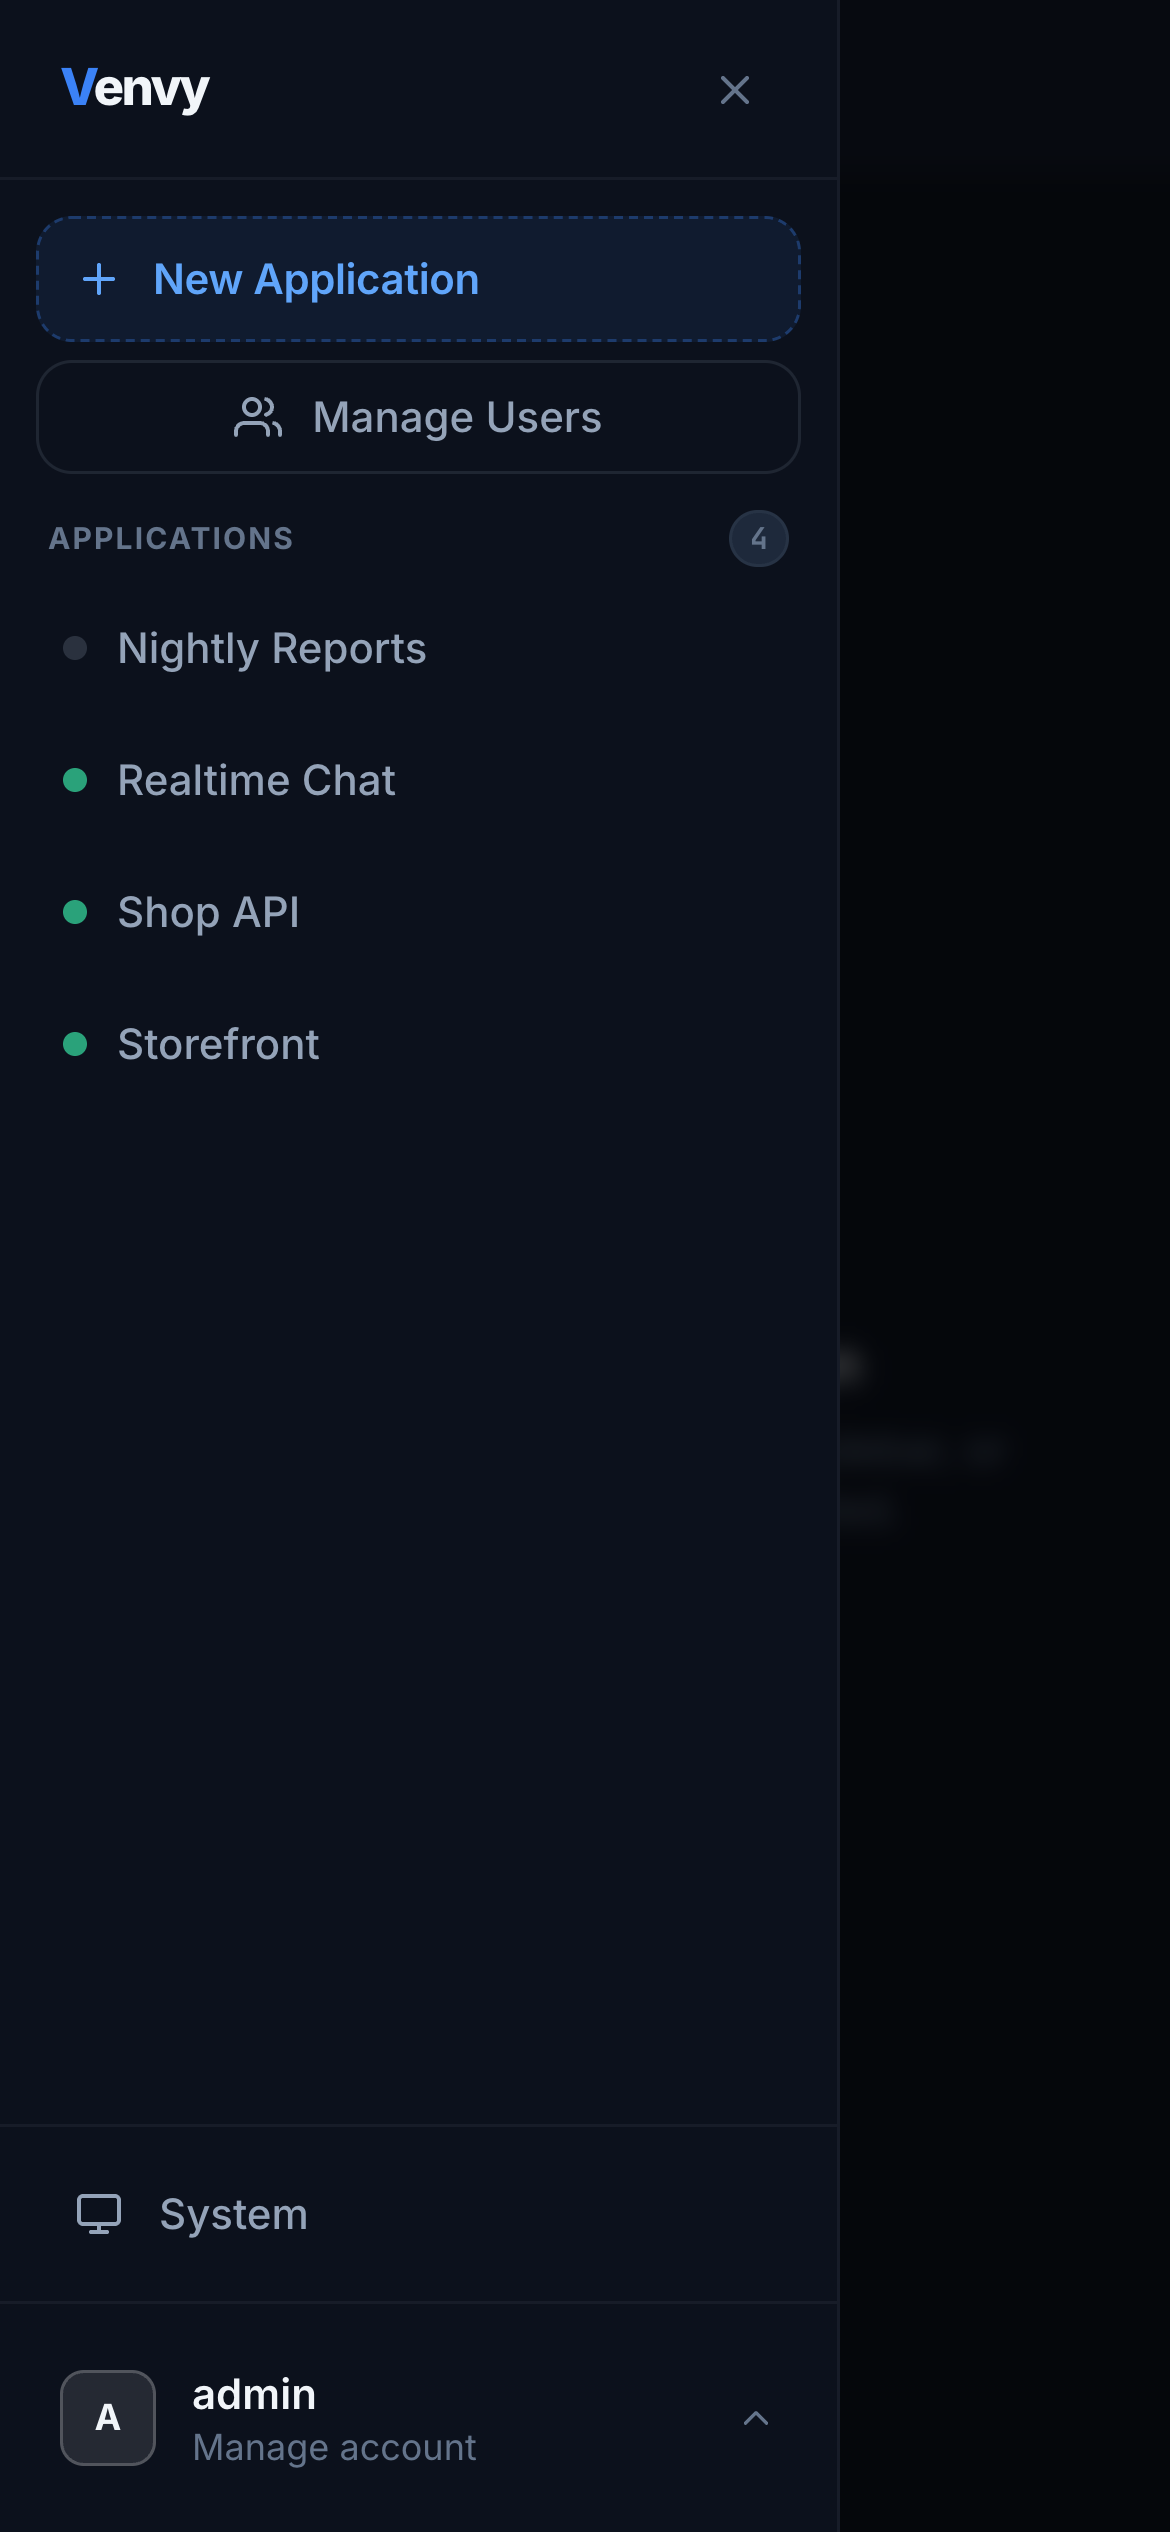 Venvy
New Application
Manage Users
APPLICATIONS
4
Nightly Reports
Realtime Chat
Shop API
Storefront
System
A
admin
Manage account